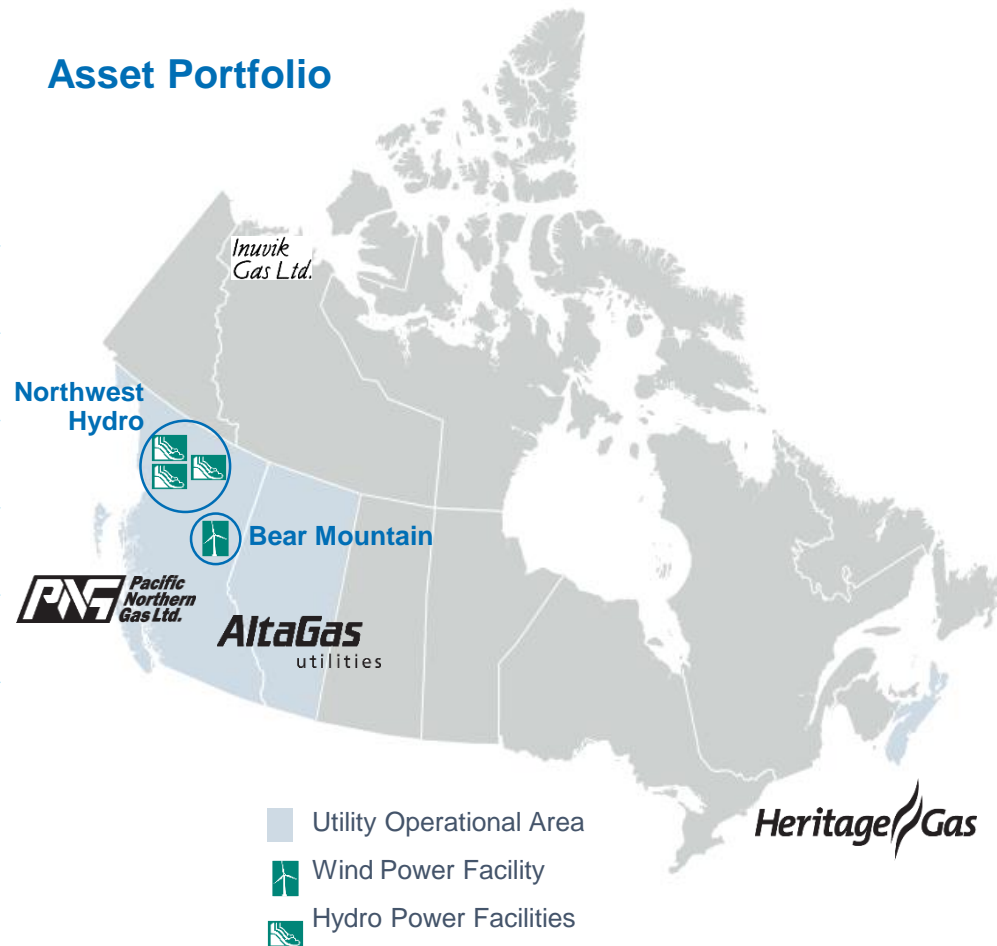 Asset Portfolio
Inuvik
Gas Ltd.
Northwest
Hydro
Bear Mountain
PNG Pacific
Northern
Gas Ltd.
AltaGas
utilities
Heritage Gas
Utility Operational Area
Wind Power Facility
Hydro Power Facilities